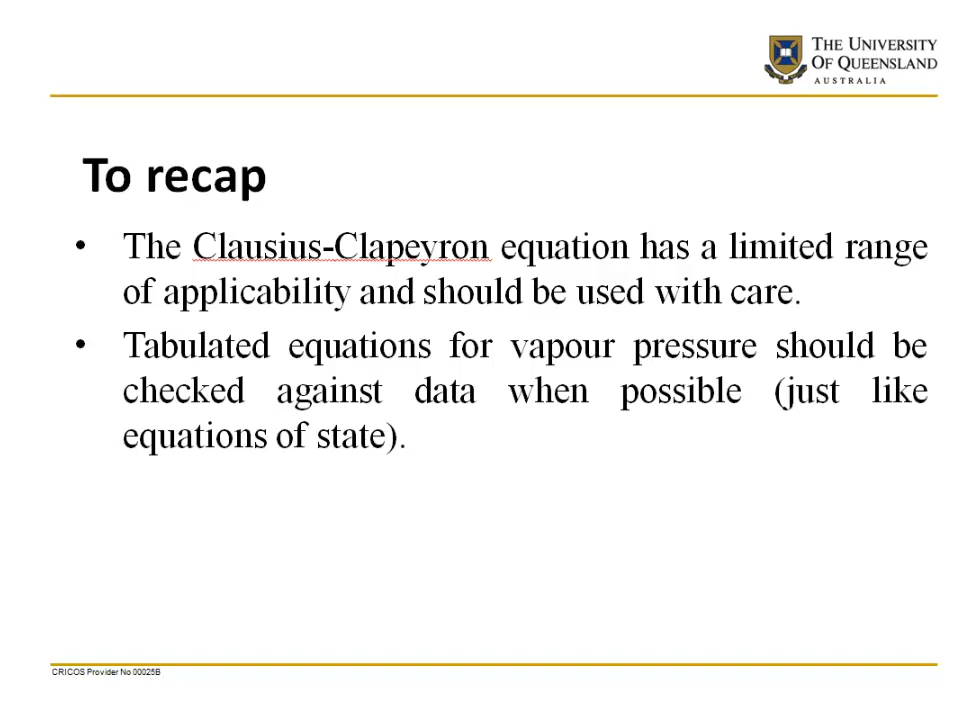 THE UNIVERSITY
OF QUEENSLAND
AUSTRALIA
To recap
• The Clausius-Clapeyron equation has a limited range
of applicability and should be used with care.
• Tabulated equations for vapour pressure should be
checked against data when possible (just like
equations of state).
CRICOS Provider No 00025B